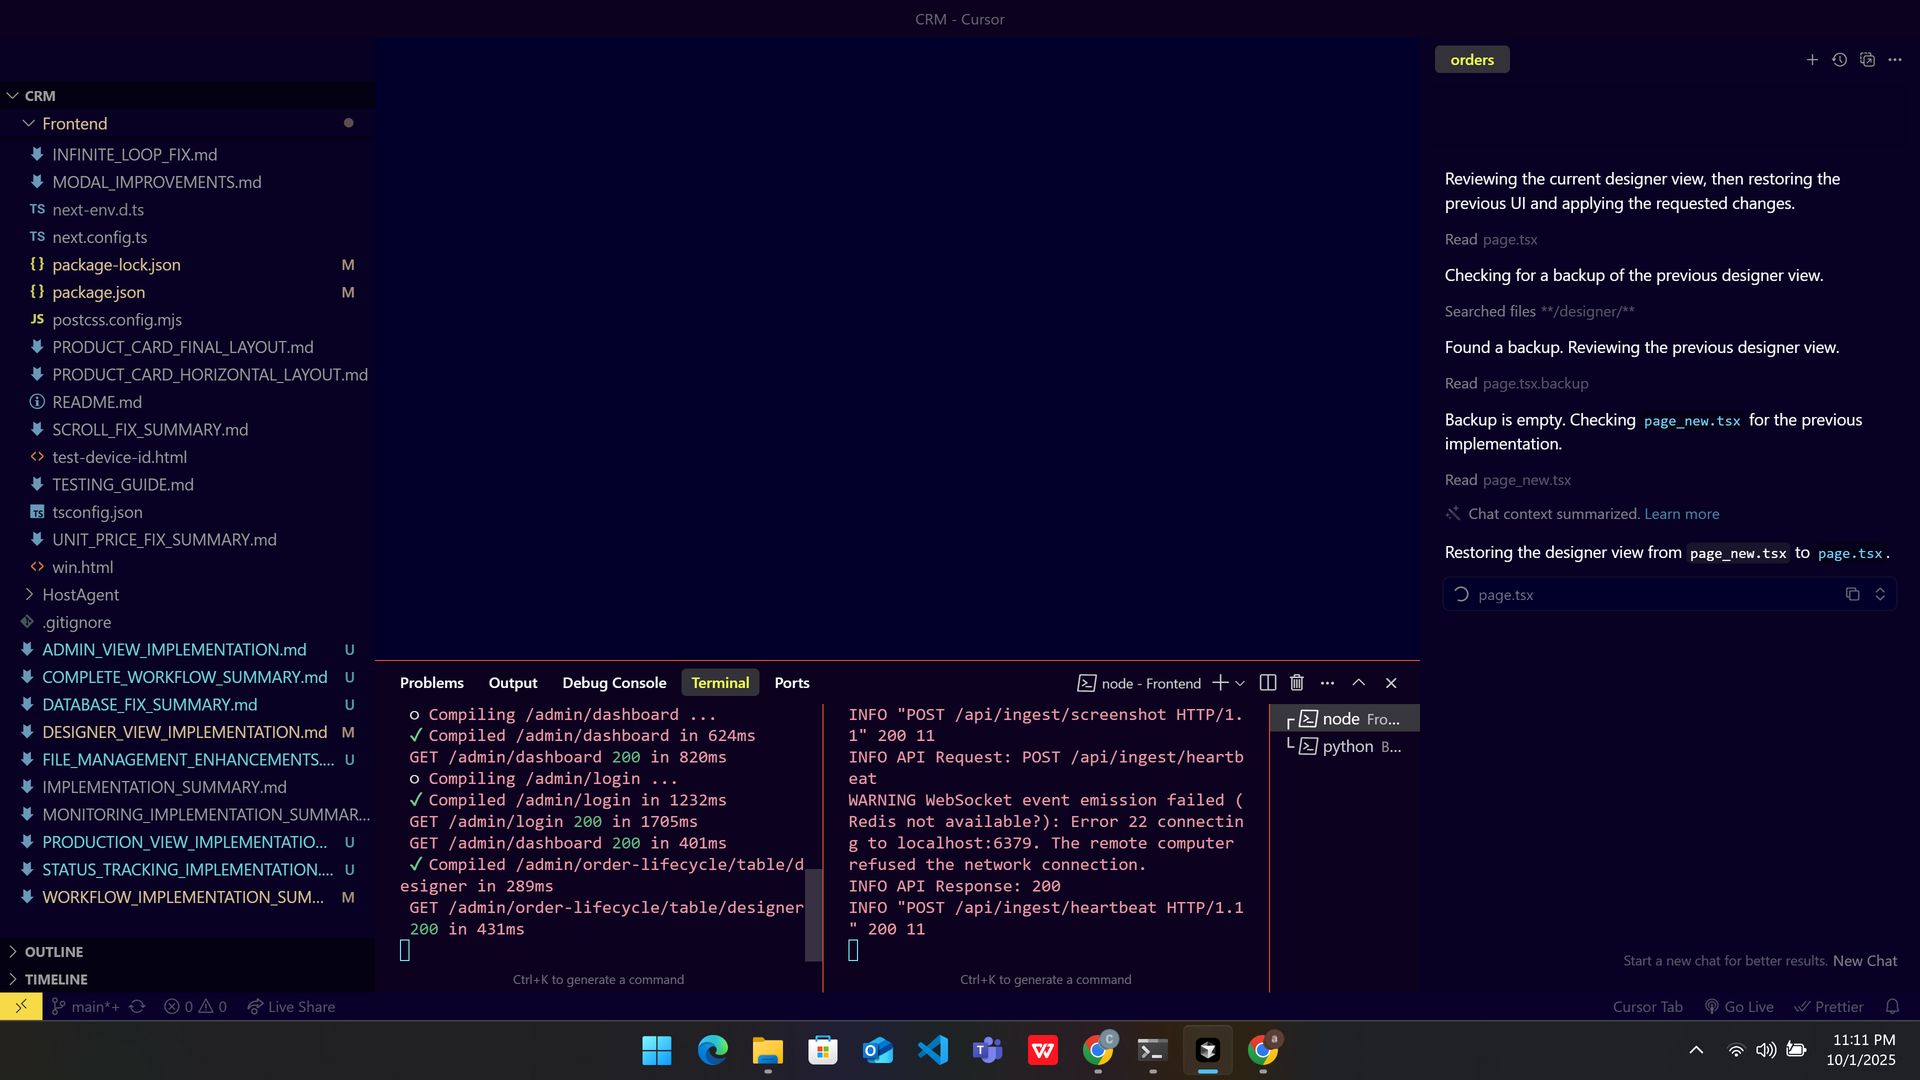 CRM - Cursor
CRM
Frontend
INFINITE_LOOP_FIX.md
MODAL_IMPROVEMENTS.md
TS next-env.d.ts
TS next.config.ts
{} package-lock.json M
{} package.json M
JS postcss.config.mjs
PRODUCT_CARD_FINAL_LAYOUT.md
PRODUCT_CARD_HORIZONTAL_LAYOUT.md
README.md
SCROLL_FIX_SUMMARY.md
<> test-device-id.html
TESTING_GUIDE.md
TS tsconfig.json
UNIT_PRICE_FIX_SUMMARY.md
<> win.html
HostAgent
.gitignore
ADMIN_VIEW_IMPLEMENTATION.md U
COMPLETE_WORKFLOW_SUMMARY.md U
DATABASE_FIX_SUMMARY.md U
DESIGNER_VIEW_IMPLEMENTATION.md M
FILE_MANAGEMENT_ENHANCEMENTS.... U
IMPLEMENTATION_SUMMARY.md
MONITORING_IMPLEMENTATION_SUMMAR...
PRODUCTION_VIEW_IMPLEMENTATIO... U
STATUS_TRACKING_IMPLEMENTATION.... U
WORKFLOW_IMPLEMENTATION_SUM... M
OUTLINE
TIMELINE
Problems Output Debug Console Terminal Ports
node - Frontend
o Compiling /admin/dashboard ...
✓ Compiled /admin/dashboard in 624ms
GET /admin/dashboard 200 in 820ms
o Compiling /admin/login ...
✓ Compiled /admin/login in 1232ms
GET /admin/login 200 in 1705ms
GET /admin/dashboard 200 in 401ms
✓ Compiled /admin/order-lifecycle/table/d
esigner in 289ms
GET /admin/order-lifecycle/table/designer
200 in 431ms
Ctrl+K to generate a command
INFO "POST /api/ingest/screenshot HTTP/1.
1" 200 11
INFO API Request: POST /api/ingest/heartb
eat
WARNING WebSocket event emission failed (
Redis not available?): Error 22 connectin
g to localhost:6379. The remote computer
refused the network connection.
INFO API Response: 200
INFO "POST /api/ingest/heartbeat HTTP/1.1
" 200 11
Ctrl+K to generate a command
node Fro...
python B...
orders
Reviewing the current designer view, then restoring the
previous UI and applying the requested changes.
Read page.tsx
Checking for a backup of the previous designer view.
Searched files **/designer/**
Found a backup. Reviewing the previous designer view.
Read page.tsx.backup
Backup is empty. Checking page_new.tsx for the previous
implementation.
Read page_new.tsx
Chat context summarized. Learn more
Restoring the designer view from page_new.tsx to page.tsx.
page.tsx
Start a new chat for better results. New Chat
main*+ 0 0 Live Share
Cursor Tab Go Live Prettier
C
a
11:11 PM
10/1/2025